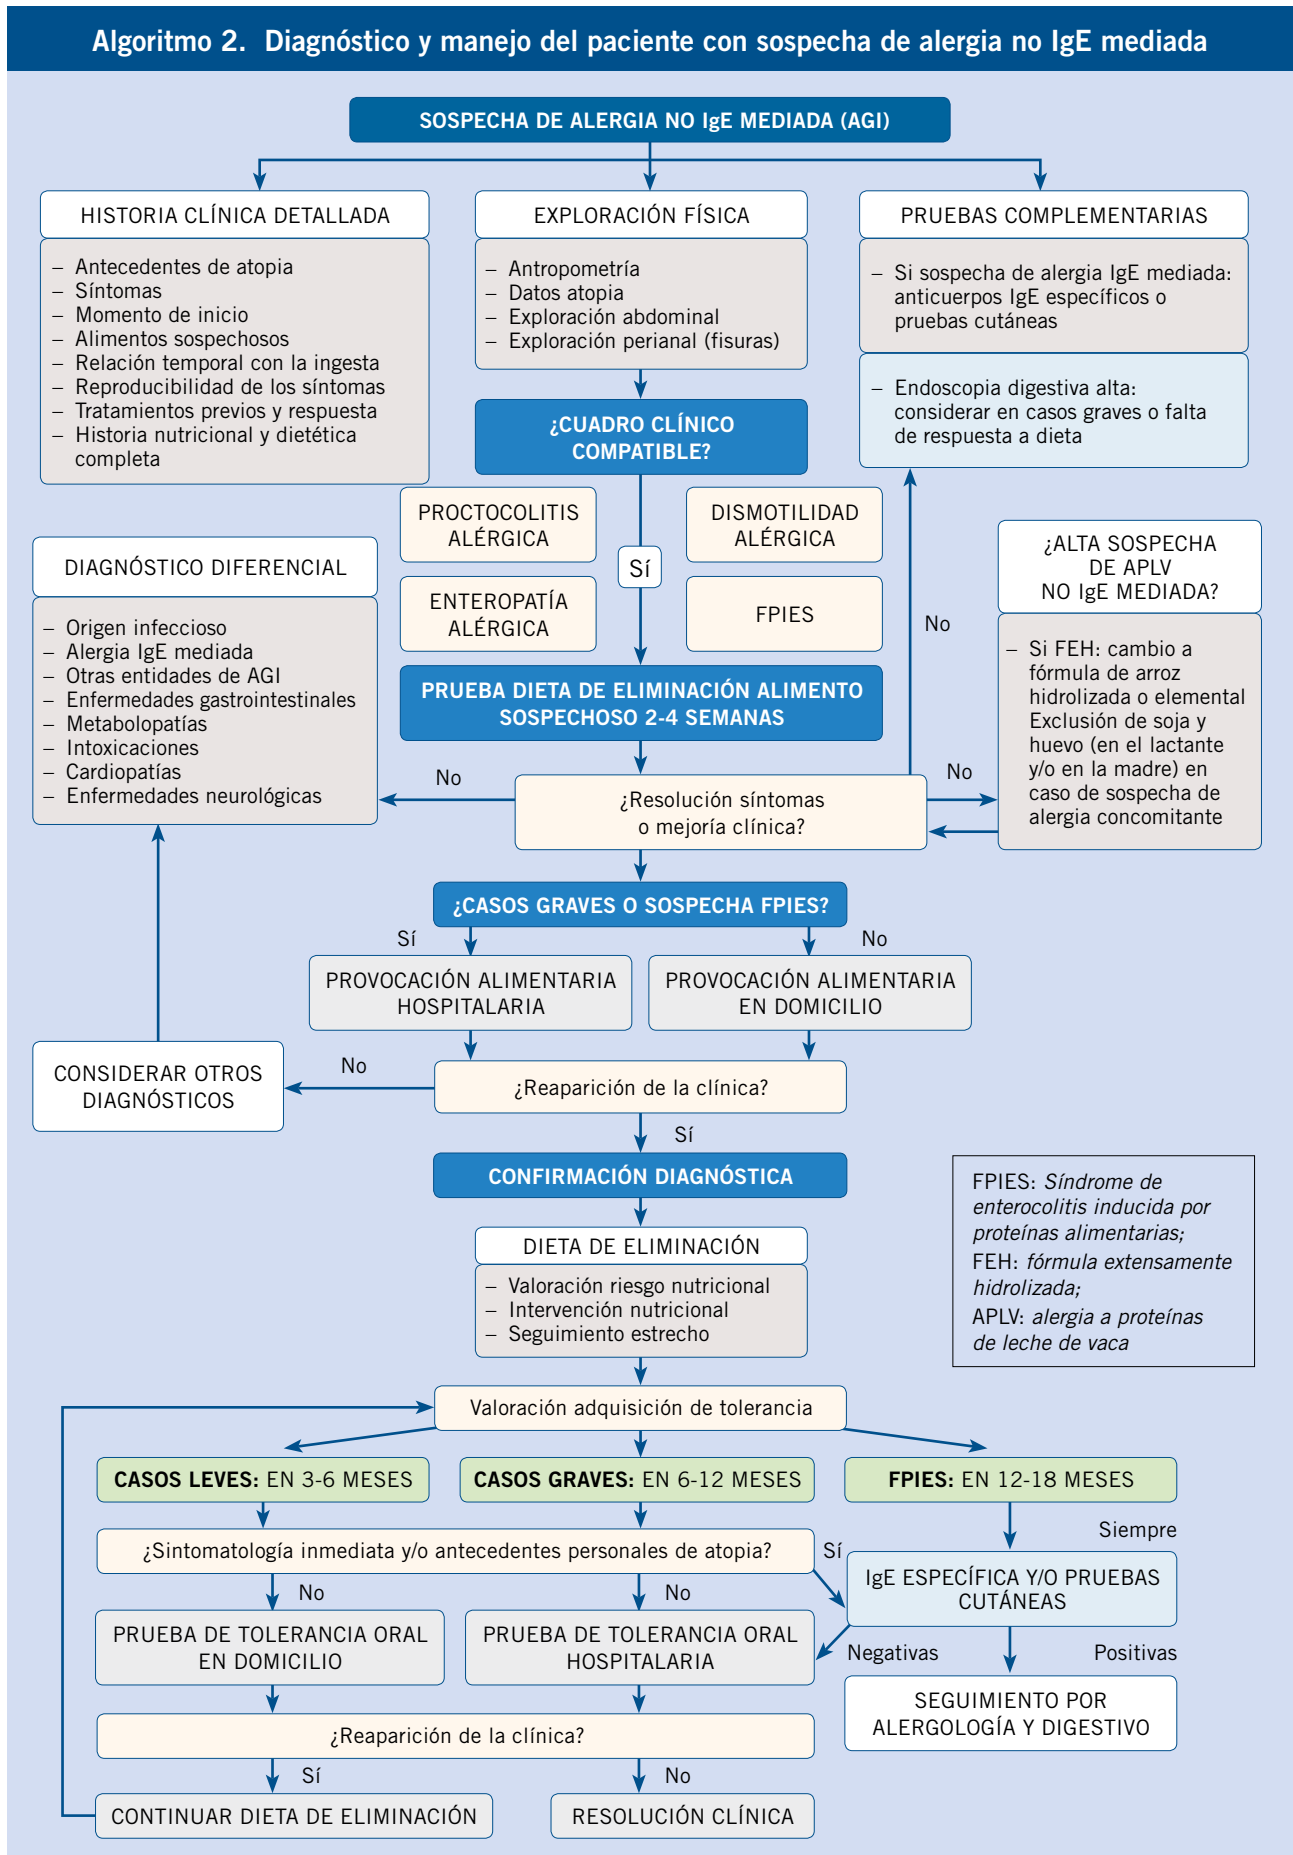 Algoritmo 2. Diagnóstico y manejo del paciente con sospecha de alergia no IgE mediada
SOSPECHA DE ALERGIA NO IgE MEDIADA (AGI)
HISTORIA CLÍNICA DETALLADA
– Antecedentes de atopia
– Síntomas
– Momento de inicio
– Alimentos sospechosos
– Relación temporal con la ingesta
– Reproducibilidad de los síntomas
– Tratamientos previos y respuesta
– Historia nutricional y dietética
completa
EXPLORACIÓN FÍSICA
– Antropometría
– Datos atopia
– Exploración abdominal
– Exploración perianal (fisuras)
PRUEBAS COMPLEMENTARIAS
– Si sospecha de alergia IgE mediada:
anticuerpos IgE específicos o
pruebas cutáneas
– Endoscopia digestiva alta:
considerar en casos graves o falta
de respuesta a dieta
¿CUADRO CLÍNICO
COMPATIBLE?
PROCTOCOLITIS
ALÉRGICA
DISMOTILIDAD
ALÉRGICA
Sí
ENTEROPATÍA
ALÉRGICA
FPIES
DIAGNÓSTICO DIFERENCIAL
– Origen infeccioso
– Alergia IgE mediada
– Otras entidades de AGI
– Enfermedades gastrointestinales
– Metabolopatías
– Intoxicaciones
– Cardiopatías
– Enfermedades neurológicas
No
¿ALTA SOSPECHA
DE APLV
NO IgE MEDIADA?
– Si FEH: cambio a
fórmula de arroz
hidrolizada o elemental
Exclusión de soja y
huevo (en el lactante
y/o en la madre) en
caso de sospecha de
alergia concomitante
PRUEBA DIETA DE ELIMINACIÓN ALIMENTO
SOSPECHOSO 2-4 SEMANAS
No
¿Resolución síntomas
o mejoría clínica?
No
¿CASOS GRAVES O SOSPECHA FPIES?
Sí
No
PROVOCACIÓN ALIMENTARIA
HOSPITALARIA
PROVOCACIÓN ALIMENTARIA
EN DOMICILIO
CONSIDERAR OTROS
DIAGNÓSTICOS
No
¿Reaparición de la clínica?
Sí
CONFIRMACIÓN DIAGNÓSTICA
FPIES: Síndrome de
enterocolitis inducida por
proteínas alimentarias;
FEH: fórmula extensamente
hidrolizada;
APLV: alergia a proteínas
de leche de vaca
DIETA DE ELIMINACIÓN
– Valoración riesgo nutricional
– Intervención nutricional
– Seguimiento estrecho
Valoración adquisición de tolerancia
CASOS LEVES: EN 3-6 MESES
CASOS GRAVES: EN 6-12 MESES
FPIES: EN 12-18 MESES
Siempre
¿Sintomatología inmediata y/o antecedentes personales de atopia?
Sí
IgE ESPECÍFICA Y/O PRUEBAS
CUTÁNEAS
No
No
PRUEBA DE TOLERANCIA ORAL
EN DOMICILIO
PRUEBA DE TOLERANCIA ORAL
HOSPITALARIA
Negativas
Positivas
SEGUIMIENTO POR
ALERGOLOGÍA Y DIGESTIVO
¿Reaparición de la clínica?
Sí
No
CONTINUAR DIETA DE ELIMINACIÓN
RESOLUCIÓN CLÍNICA